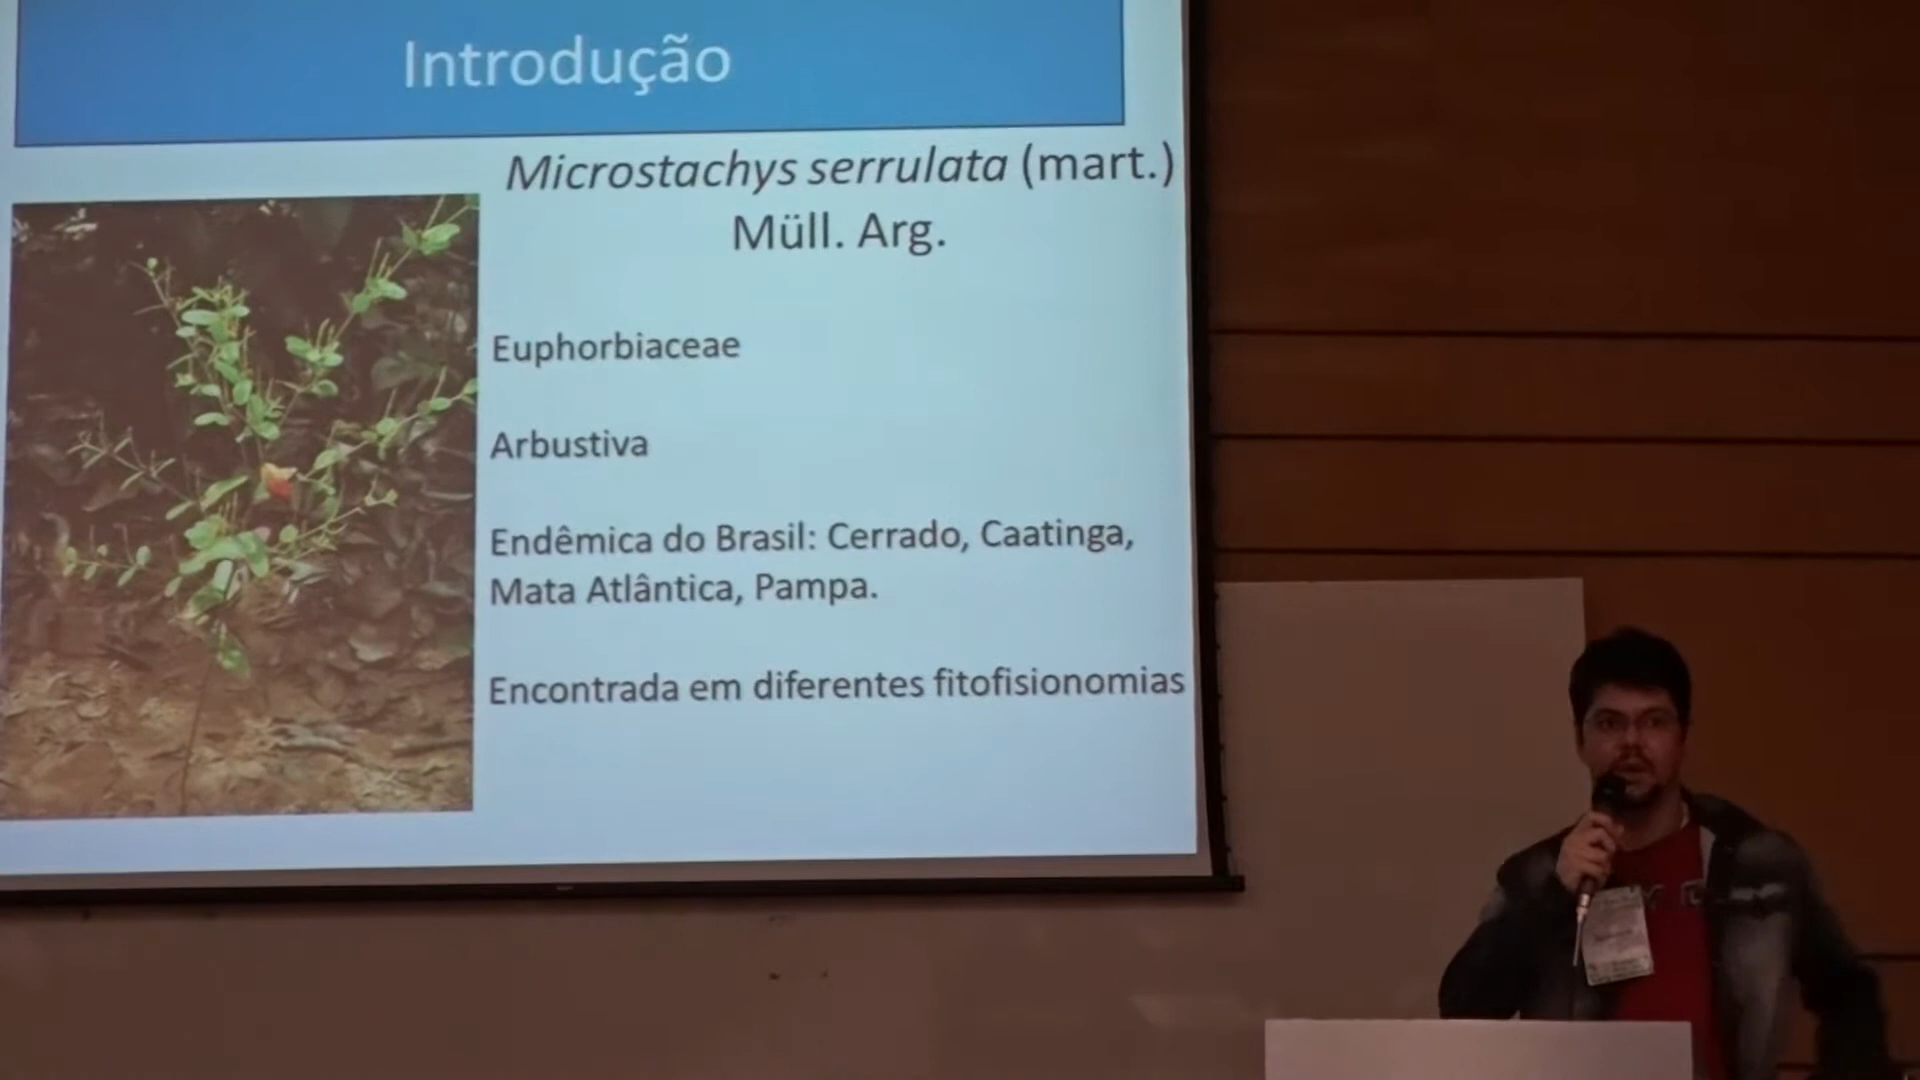 Introdução
Microstachys serrulata (mart.)
Müll. Arg.
Euphorbiaceae
Arbustiva
Endêmica do Brasil: Cerrado, Caatinga,
Mata Atlântica, Pampa.
Encontrada em diferentes fitofisionomias